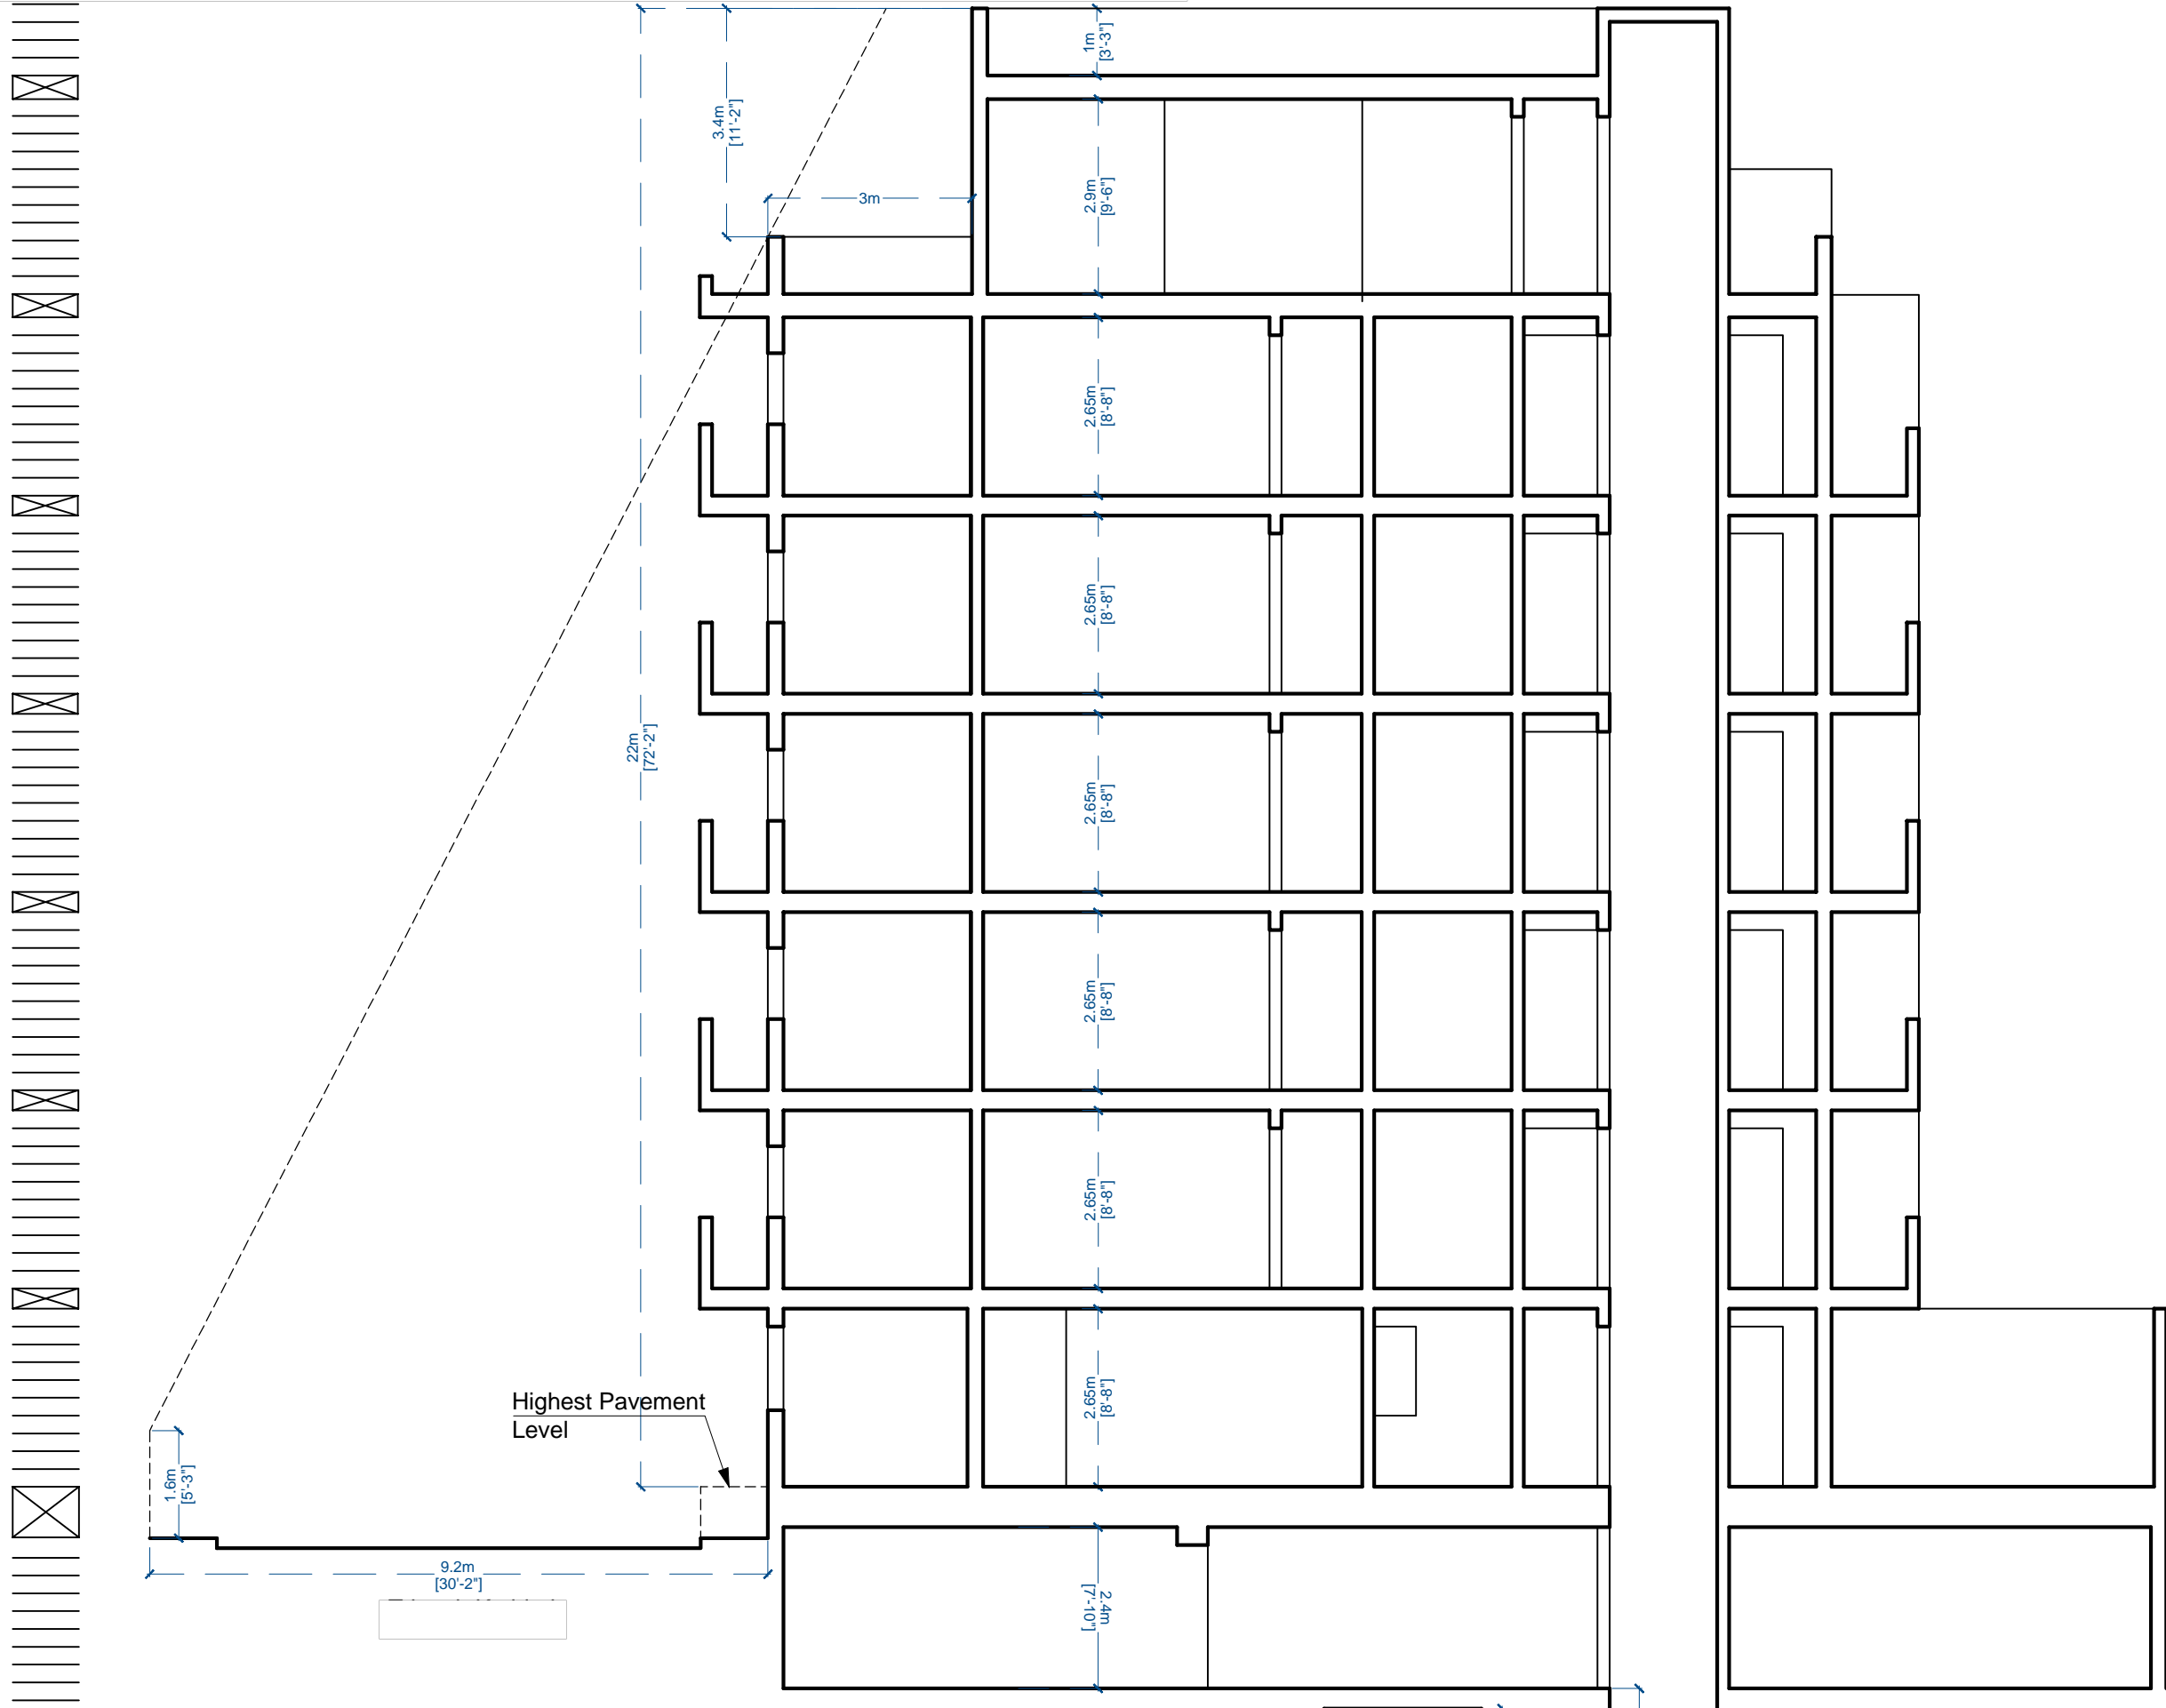 1m
[3'-3"]
3.4m
[11'-2"]
3m
2.9m
[9'-6"]
2.65m
[8'-8"]
2.65m
[8'-8"]
22m
[72'-2"]
2.65m
[8'-8"]
2.65m
[8'-8"]
2.65m
[8'-8"]
Highest Pavement
Level
2.65m
[8'-8"]
1.6m
[5'-3"]
9.2m
[30'-2"]
2.4m
[7'-10"]